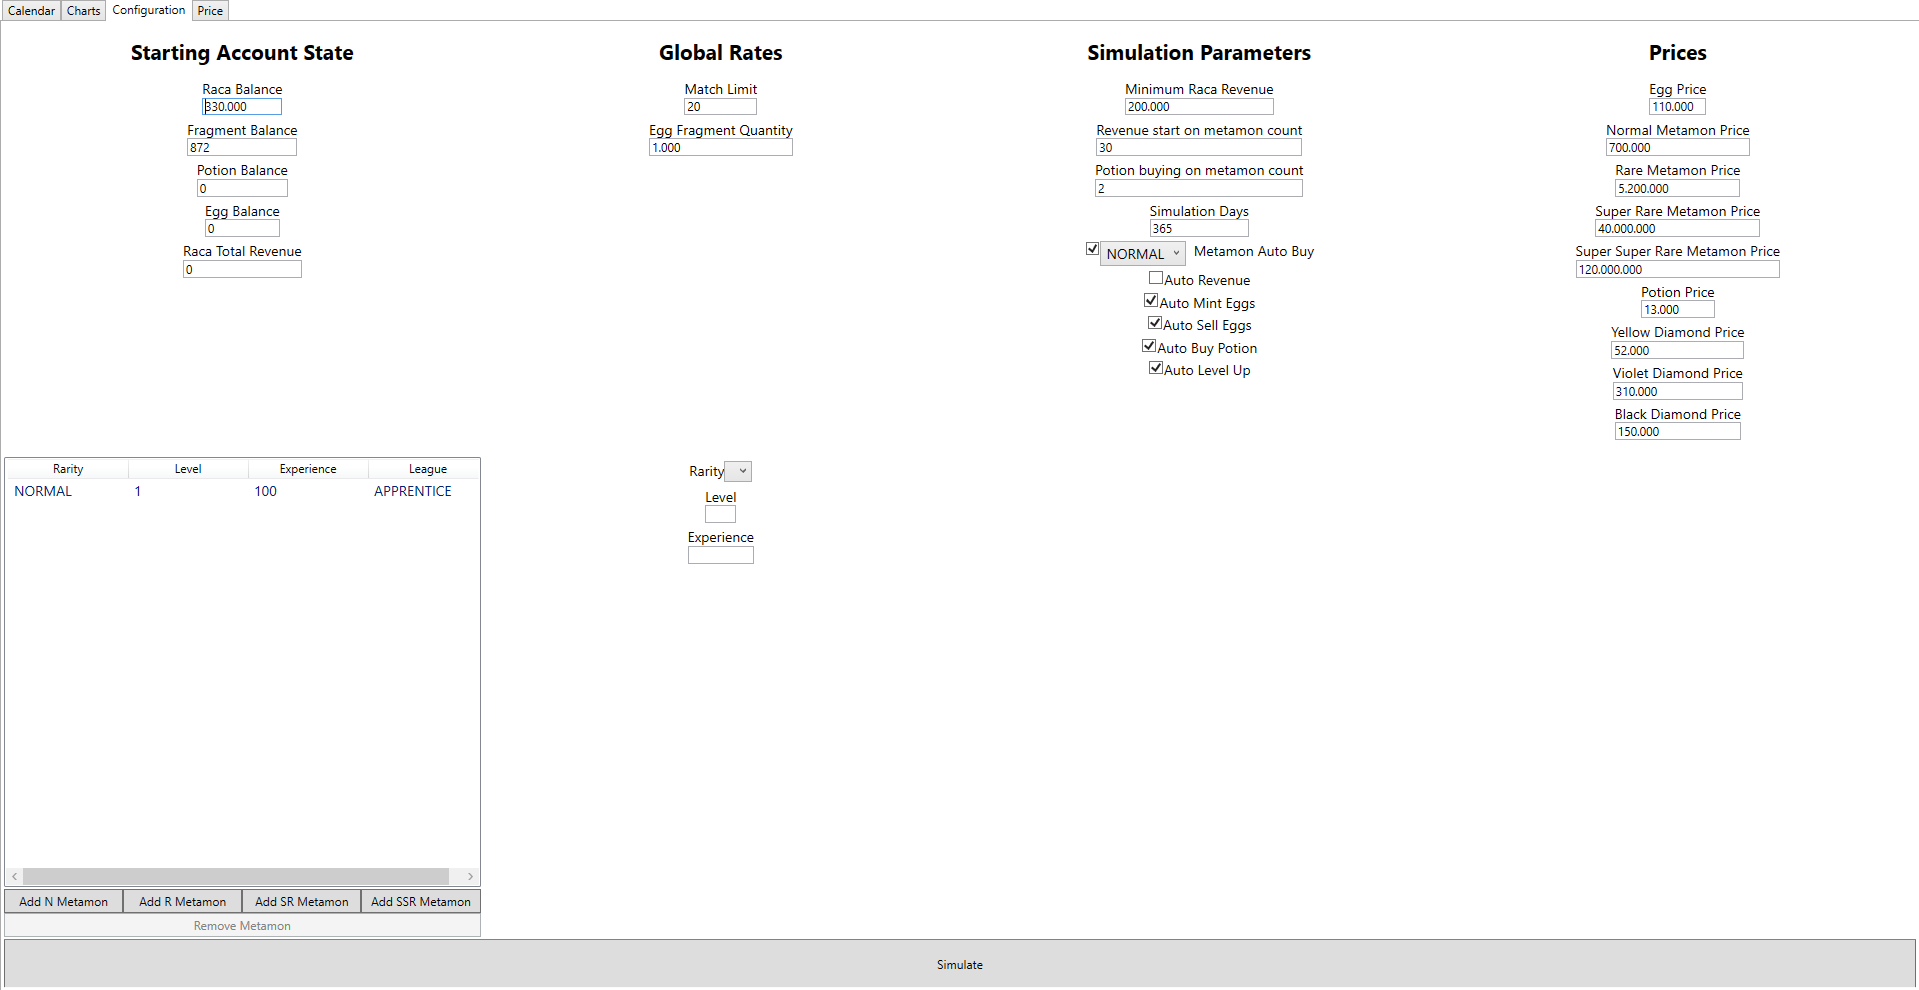 Calendar Charts Configuration Price
Starting Account State
Raca Balance
330.000
Fragment Balance
872
Potion Balance
0
Egg Balance
0
Raca Total Revenue
0
Global Rates
Match Limit
20
Egg Fragment Quantity
1.000
Simulation Parameters
Minimum Raca Revenue
200.000
Revenue start on metamon count
30
Potion buying on metamon count
2
Simulation Days
365
NORMAL Metamon Auto Buy
Auto Revenue
Auto Mint Eggs
Auto Sell Eggs
Auto Buy Potion
Auto Level Up
Prices
Egg Price
110.000
Normal Metamon Price
700.000
Rare Metamon Price
5.200.000
Super Rare Metamon Price
40.000.000
Super Super Rare Metamon Price
120.000.000
Potion Price
13.000
Yellow Diamond Price
52.000
Violet Diamond Price
310.000
Black Diamond Price
150.000
Rarity Level Experience League
NORMAL 1 100 APPRENTICE
Add N Metamon Add R Metamon Add SR Metamon Add SSR Metamon
Remove Metamon
Rarity
Level
Experience
Simulate